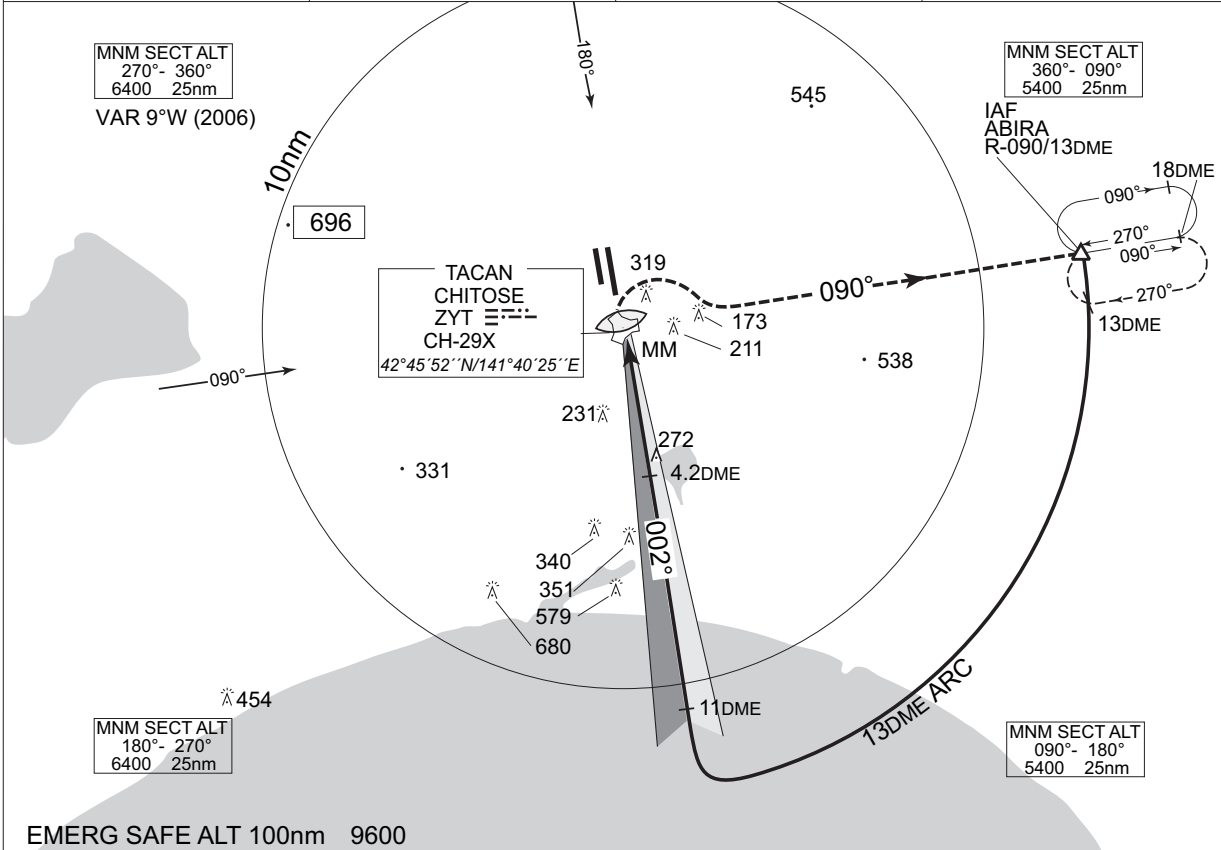 MNM SECT ALT
270°- 360°
6400 25nm
VAR 9°W (2006)
180°
545
MNM SECT ALT
360°- 090°
5400 25nm
IAF
ABIRA
R-090/13DME
18DME
090°
270°
090°
270°
13DME
10nm
696
319
TACAN
CHITOSE
ZYT
CH-29X
42°45´52´´N/141°40´25´´E
MM
173
211
090°
538
090°
231
272
4.2DME
331
002°
340
351
579
680
454
11DME
13DME ARC
MNM SECT ALT
180°- 270°
6400 25nm
MNM SECT ALT
090°- 180°
5400 25nm
EMERG SAFE ALT 100nm 9600